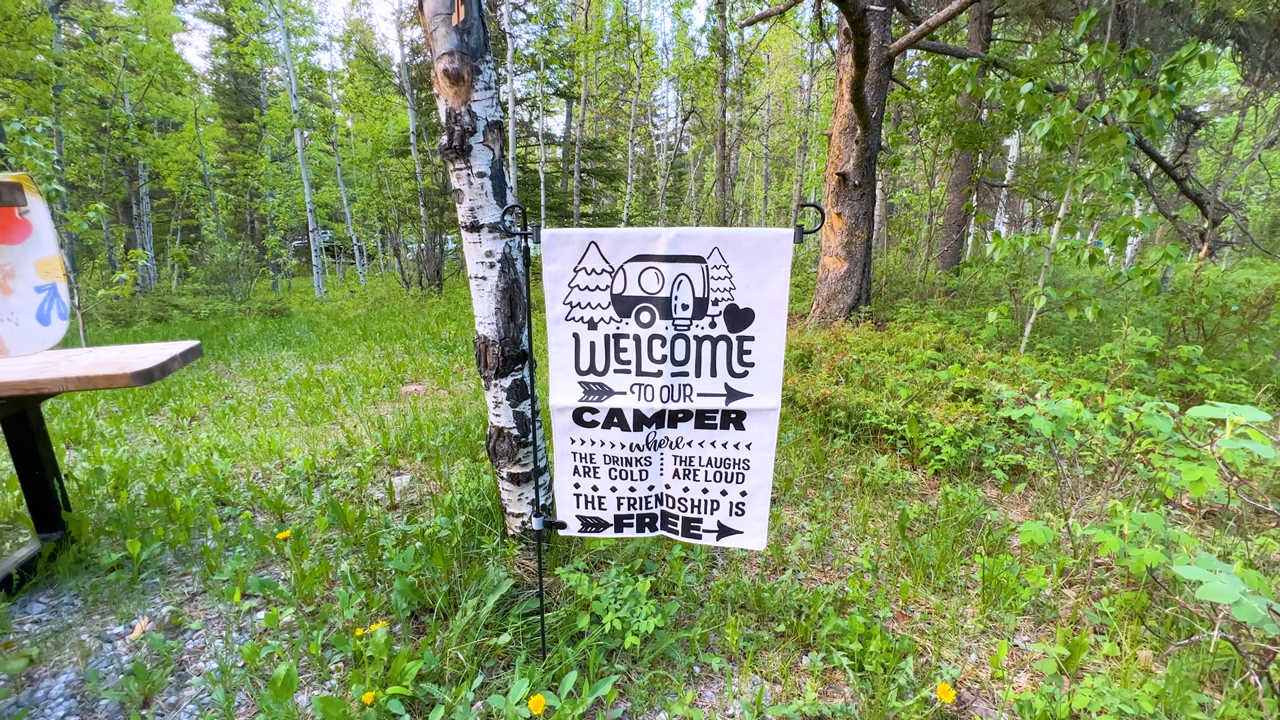 WELCOME
TO OUR
CAMPER
where
THE DRINKS THE LAUGHS
ARE COLD ARE LOUD
THE FRIENDSHIP IS
FREE